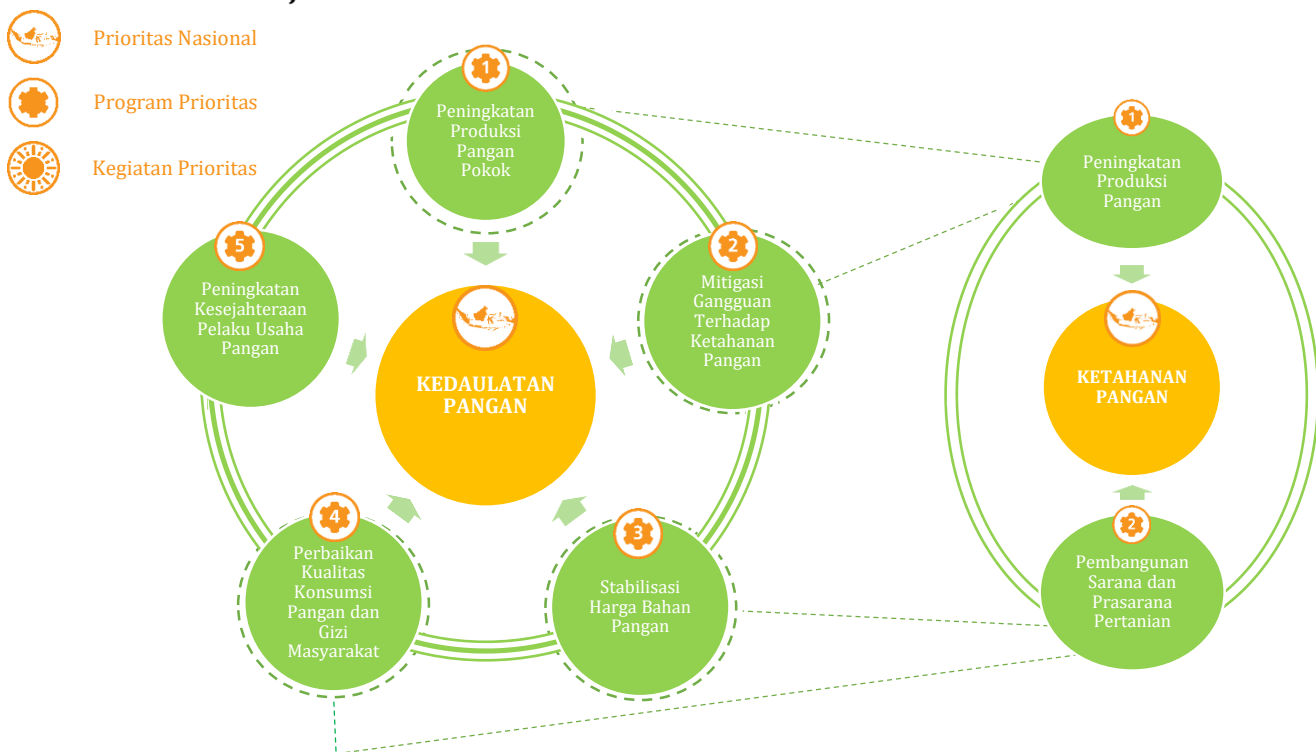 Prioritas Nasional
Program Prioritas
Kegiatan Prioritas
1
Peningkatan
Produksi
Pangan
Pokok
2
Mitigasi
Gangguan
Terhadap
Ketahanan
Pangan
3
Stabilisasi
Harga Bahan
Pangan
4
Perbaikan
Kualitas
Konsumsi
Pangan dan
Gizi
Masyarakat
5
Peningkatan
Kesejahteraan
Pelaku Usaha
Pangan
KEDAULATAN
PANGAN
1
Peningkatan
Produksi
Pangan
KETAHANAN
PANGAN
2
Pembangunan
Sarana dan
Prasarana
Pertanian